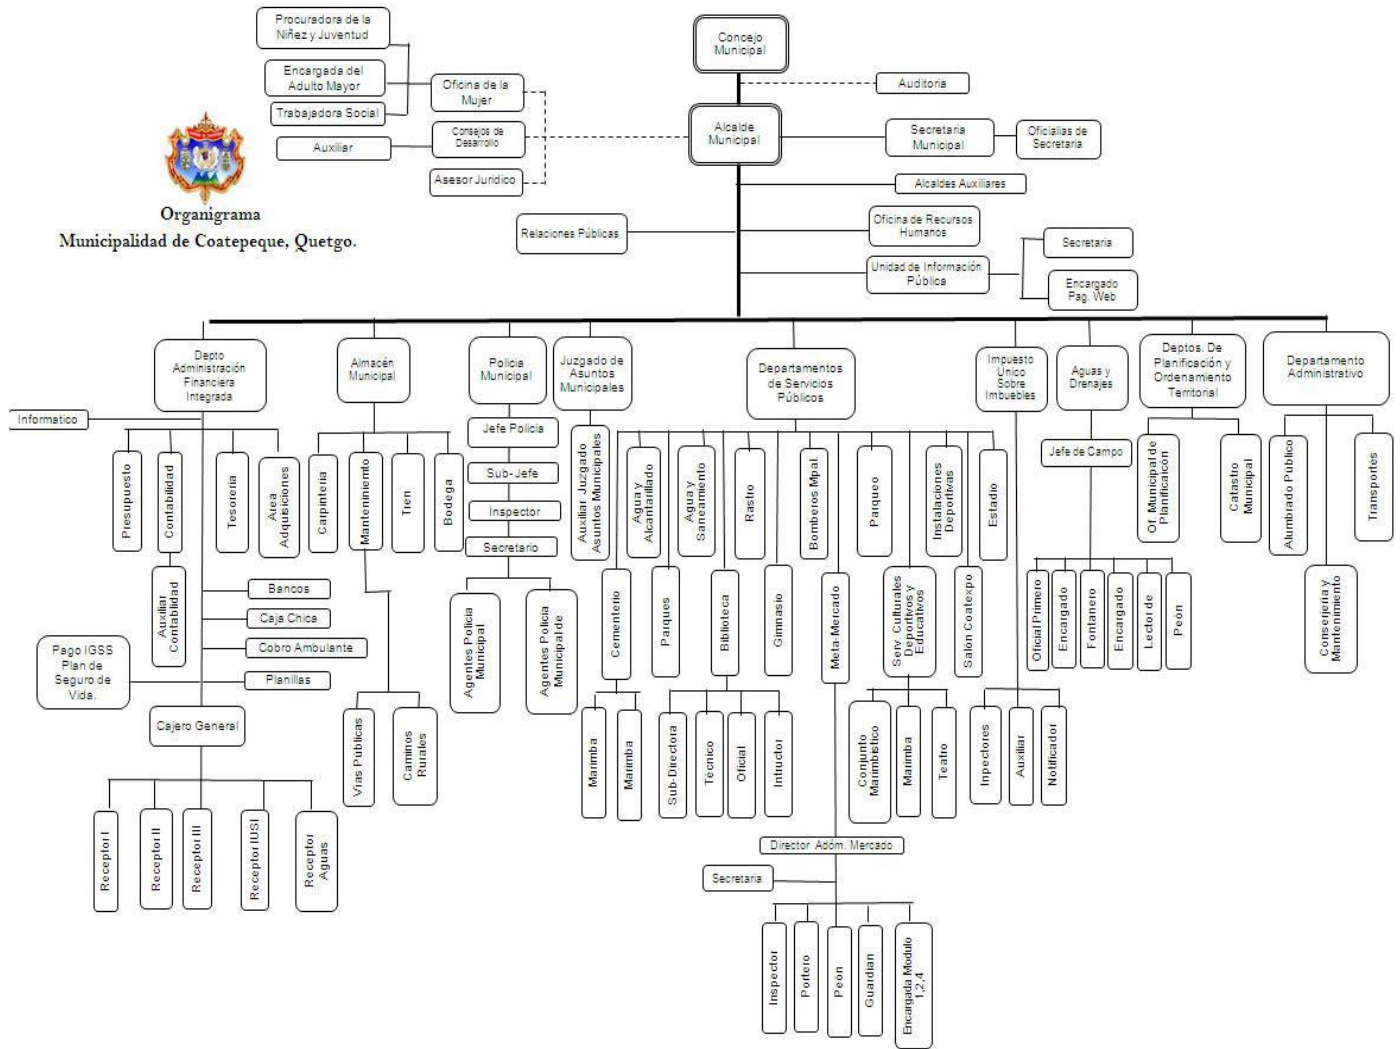 Procuradora de la
Niñez y Juventud
Concejo
Municipal
Encargada del
Adulto Mayor
Oficina de la
Mujer
Auditoria
Trabajadora Social
Alcalde
Municipal
Secretaria
Municipal
Oficialias de
Secretaria
Auxiliar
Consejos de
Desarrollo
Asesor Juridico
Alcaldes Auxiliares
Organigrama
Municipalidad de Coatepeque, Quetgo.
Relaciones Públicas
Oficina de Recursos
Humanos
Secretaria
Unidad de Información
Pública
Encargado
Pag. Web
Depto
Administración
Financiera
Integrada
Almacén
Municipal
Policia
Municipal
Juzgado de
Asuntos
Municipales
Departamentos
de Servicios
Públicos
Impuesto
Unico
Sobre
Imbuebles
Aguas y
Drenajes
Deptos. De
Planificación y
Ordenamiento
Territorial
Departamento
Administrativo
Informatico
Presupuesto
Contabilidad
Tesoreria
Area
Adquisiciones
Carpinteria
Mantenimiento
Tren
Bodega
Jefe Policia
Sub-Jefe
Inspector
Secretario
Auxiliar Juzgado
Asuntos Municipales
Agua y
Alcantarillado
Agua y
Saneamiento
Rastro
Bomberos Mpal.
Parqueo
Instalaciones
Deportivas
Estadio
Jefe de Campo
Of. Municipal de
Planificaicón
Catastro
Municipal
Alumbrado Publico
Transportes
Auxiliar
Contablidad
Bancos
Caja Chica
Cobro Ambulante
Planillas
Pago IGSS
Plan de
Seguro de
Vida.
Agentes Policia
Municipal
Agentes Policia
Municipal de
Cementerio
Parques
Biblioteca
Gimnasio
Meta-Mercado
Serv. Culturales
Deportivos y
Educativos
Salón Coatexpo
Oficial Primero
Encargado
Fontanero
Encargado
Lector de
Peón
Conserjeria y
Mantenimiento
Cajero General
Vias Públicas
Caminos
Rurales
Marimba
Marimba
Sub-Directora
Técnico
Oficial
Intructor
Conjunto
Marimbistico
Marimba
Teatro
Inpectores
Auxiliar
Notificador
Receptor I
Receptor II
Receptor III
Receptor IUSI
Receptor
Aguas
Director Adóm. Mercado
Secretaria
Inspector
Portero
Peón
Guardian
Encargada Modulo
1,2,4